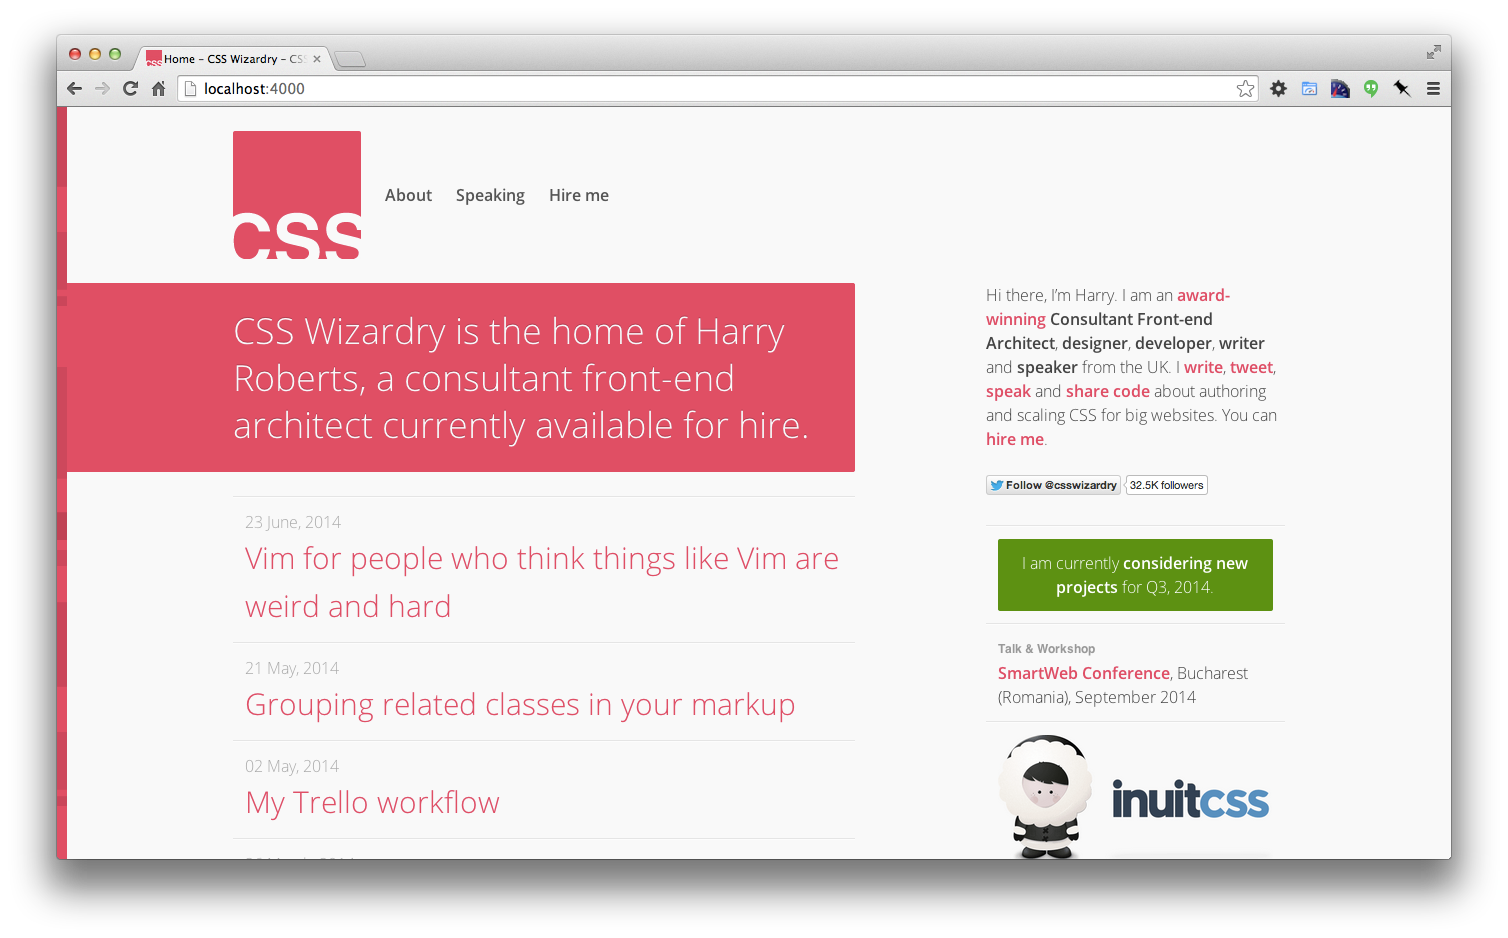 Home – CSS Wizardry – CS
localhost:4000
CSS
About Speaking Hire me
CSS Wizardry is the home of Harry
Roberts, a consultant front-end
architect currently available for hire.
23 June, 2014
Vim for people who think things like Vim are
weird and hard
21 May, 2014
Grouping related classes in your markup
02 May, 2014
My Trello workflow
Hi there, I’m Harry. I am an award-
winning Consultant Front-end
Architect, designer, developer, writer
and speaker from the UK. I write, tweet,
speak and share code about authoring
and scaling CSS for big websites. You can
hire me.
Follow @csswizardry 32.5K followers
I am currently considering new
projects for Q3, 2014.
Talk & Workshop
SmartWeb Conference, Bucharest
(Romania), September 2014
inuitcss